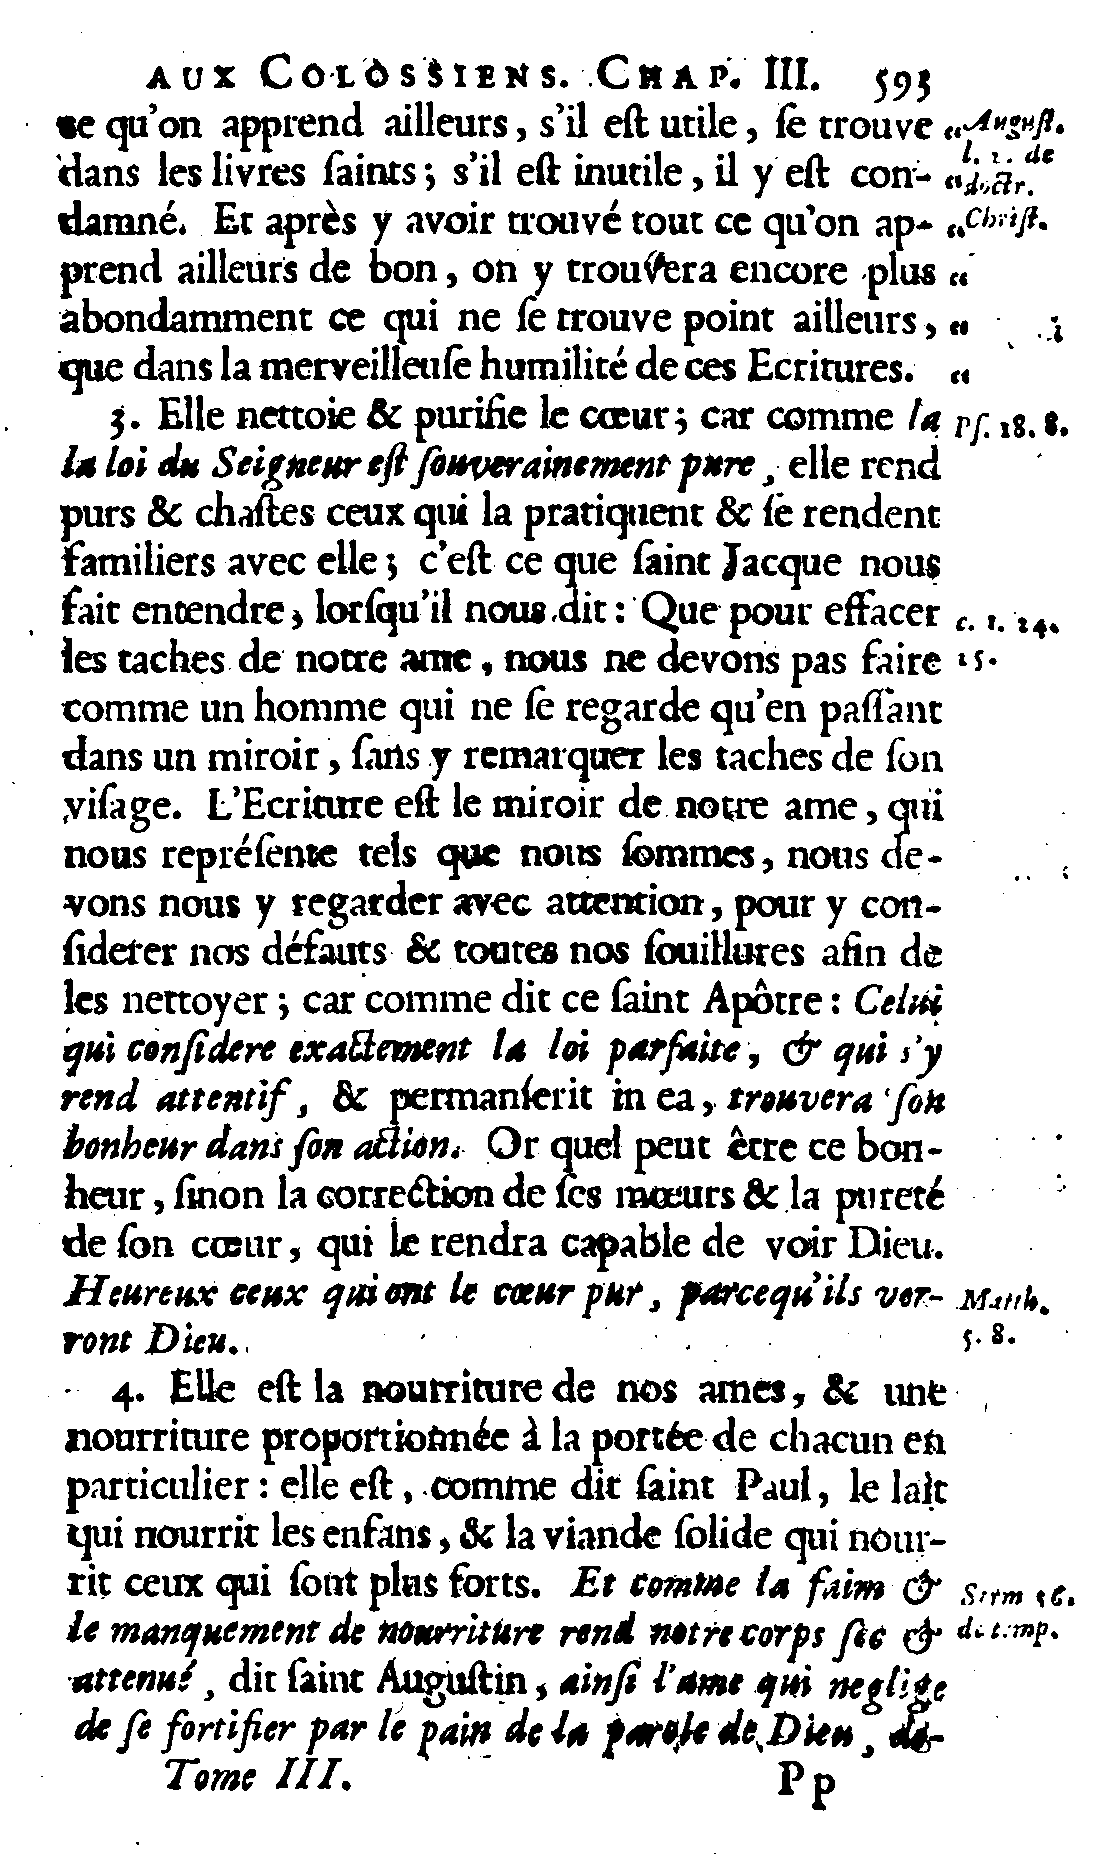 AUX COLOSSIENS. CHAP. III. 593
ce qu'on apprend ailleurs, s'il eſt utile, ſe trouve “ Auguſt.
dans les livres ſaints; s'il eſt inutile, il y eſt con- “ l. 2. de doctr.
damné. Et après y avoir trouvé tout ce qu'on ap- “ Chriſt.
prend ailleurs de bon, on y trouvera encore plus “
abondamment ce qui ne ſe trouve point ailleurs, “
que dans la merveilleuſe humilité de ces Ecritures. “
3. Elle nettoie & purifie le cœur; car comme la Pſ. 18. 8.
la loi du Seigneur eſt ſouverainement pure, elle rend
purs & chaſtes ceux qui la pratiquent & ſe rendent
familiers avec elle; c'eſt ce que ſaint Jacque nous
fait entendre, lorſqu'il nous dit: Que pour effacer c. 1. 24.
les taches de notre ame, nous ne devons pas faire 25.
comme un homme qui ne ſe regarde qu'en paſſant
dans un miroir, ſans y remarquer les taches de ſon
viſage. L'Ecriture eſt le miroir de notre ame, qui
nous repréſente tels que nous ſommes, nous de-
vons nous y regarder avec attention, pour y con-
ſiderer nos défauts & toutes nos ſouillures afin de
les nettoyer; car comme dit ce ſaint Apôtre: Celui
qui conſidere exactement la loi parfaite, & qui s'y
rend attentif, & permanſerit in ea, trouvera ſon
bonheur dans ſon action. Or quel peut être ce bon-
heur, ſinon la correction de ſes mœurs & la pureté
de ſon cœur, qui le rendra capable de voir Dieu.
Heureux ceux qui ont le cœur pur, parcequ'ils ver- Matth.
ront Dieu. 5. 8.
4. Elle eſt la nourriture de nos ames, & une
nourriture proportionnée à la portée de chacun en
particulier: elle eſt, comme dit ſaint Paul, le lait
qui nourrit les enfans, & la viande ſolide qui nour-
rit ceux qui ſont plus forts. Et comme la faim & Serm 56.
le manquement de nourriture rend notre corps ſec & de temp.
attenué, dit ſaint Auguſtin, ainſi l'ame qui neglige
de ſe fortifier par le pain de la parole de Dieu, de-
Tome III. Pp